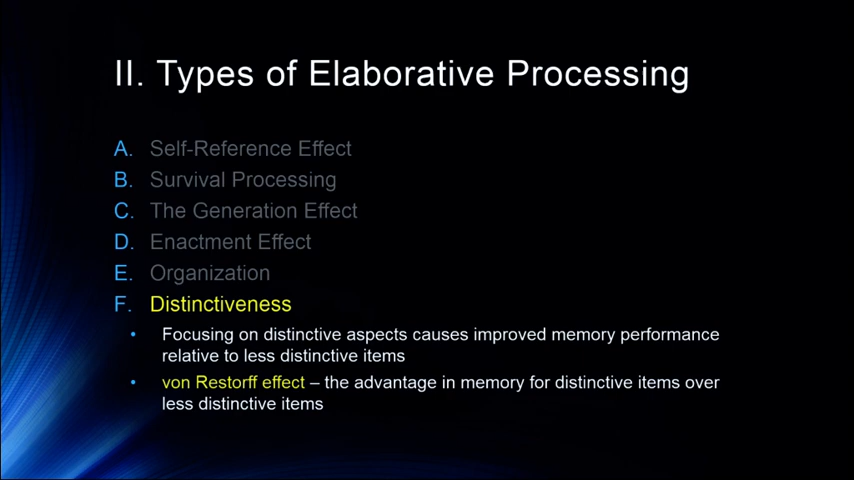 II. Types of Elaborative Processing
A. Self-Reference Effect
B. Survival Processing
C. The Generation Effect
D. Enactment Effect
E. Organization
F. Distinctiveness
• Focusing on distinctive aspects causes improved memory performance
relative to less distinctive items
• von Restorff effect – the advantage in memory for distinctive items over
less distinctive items